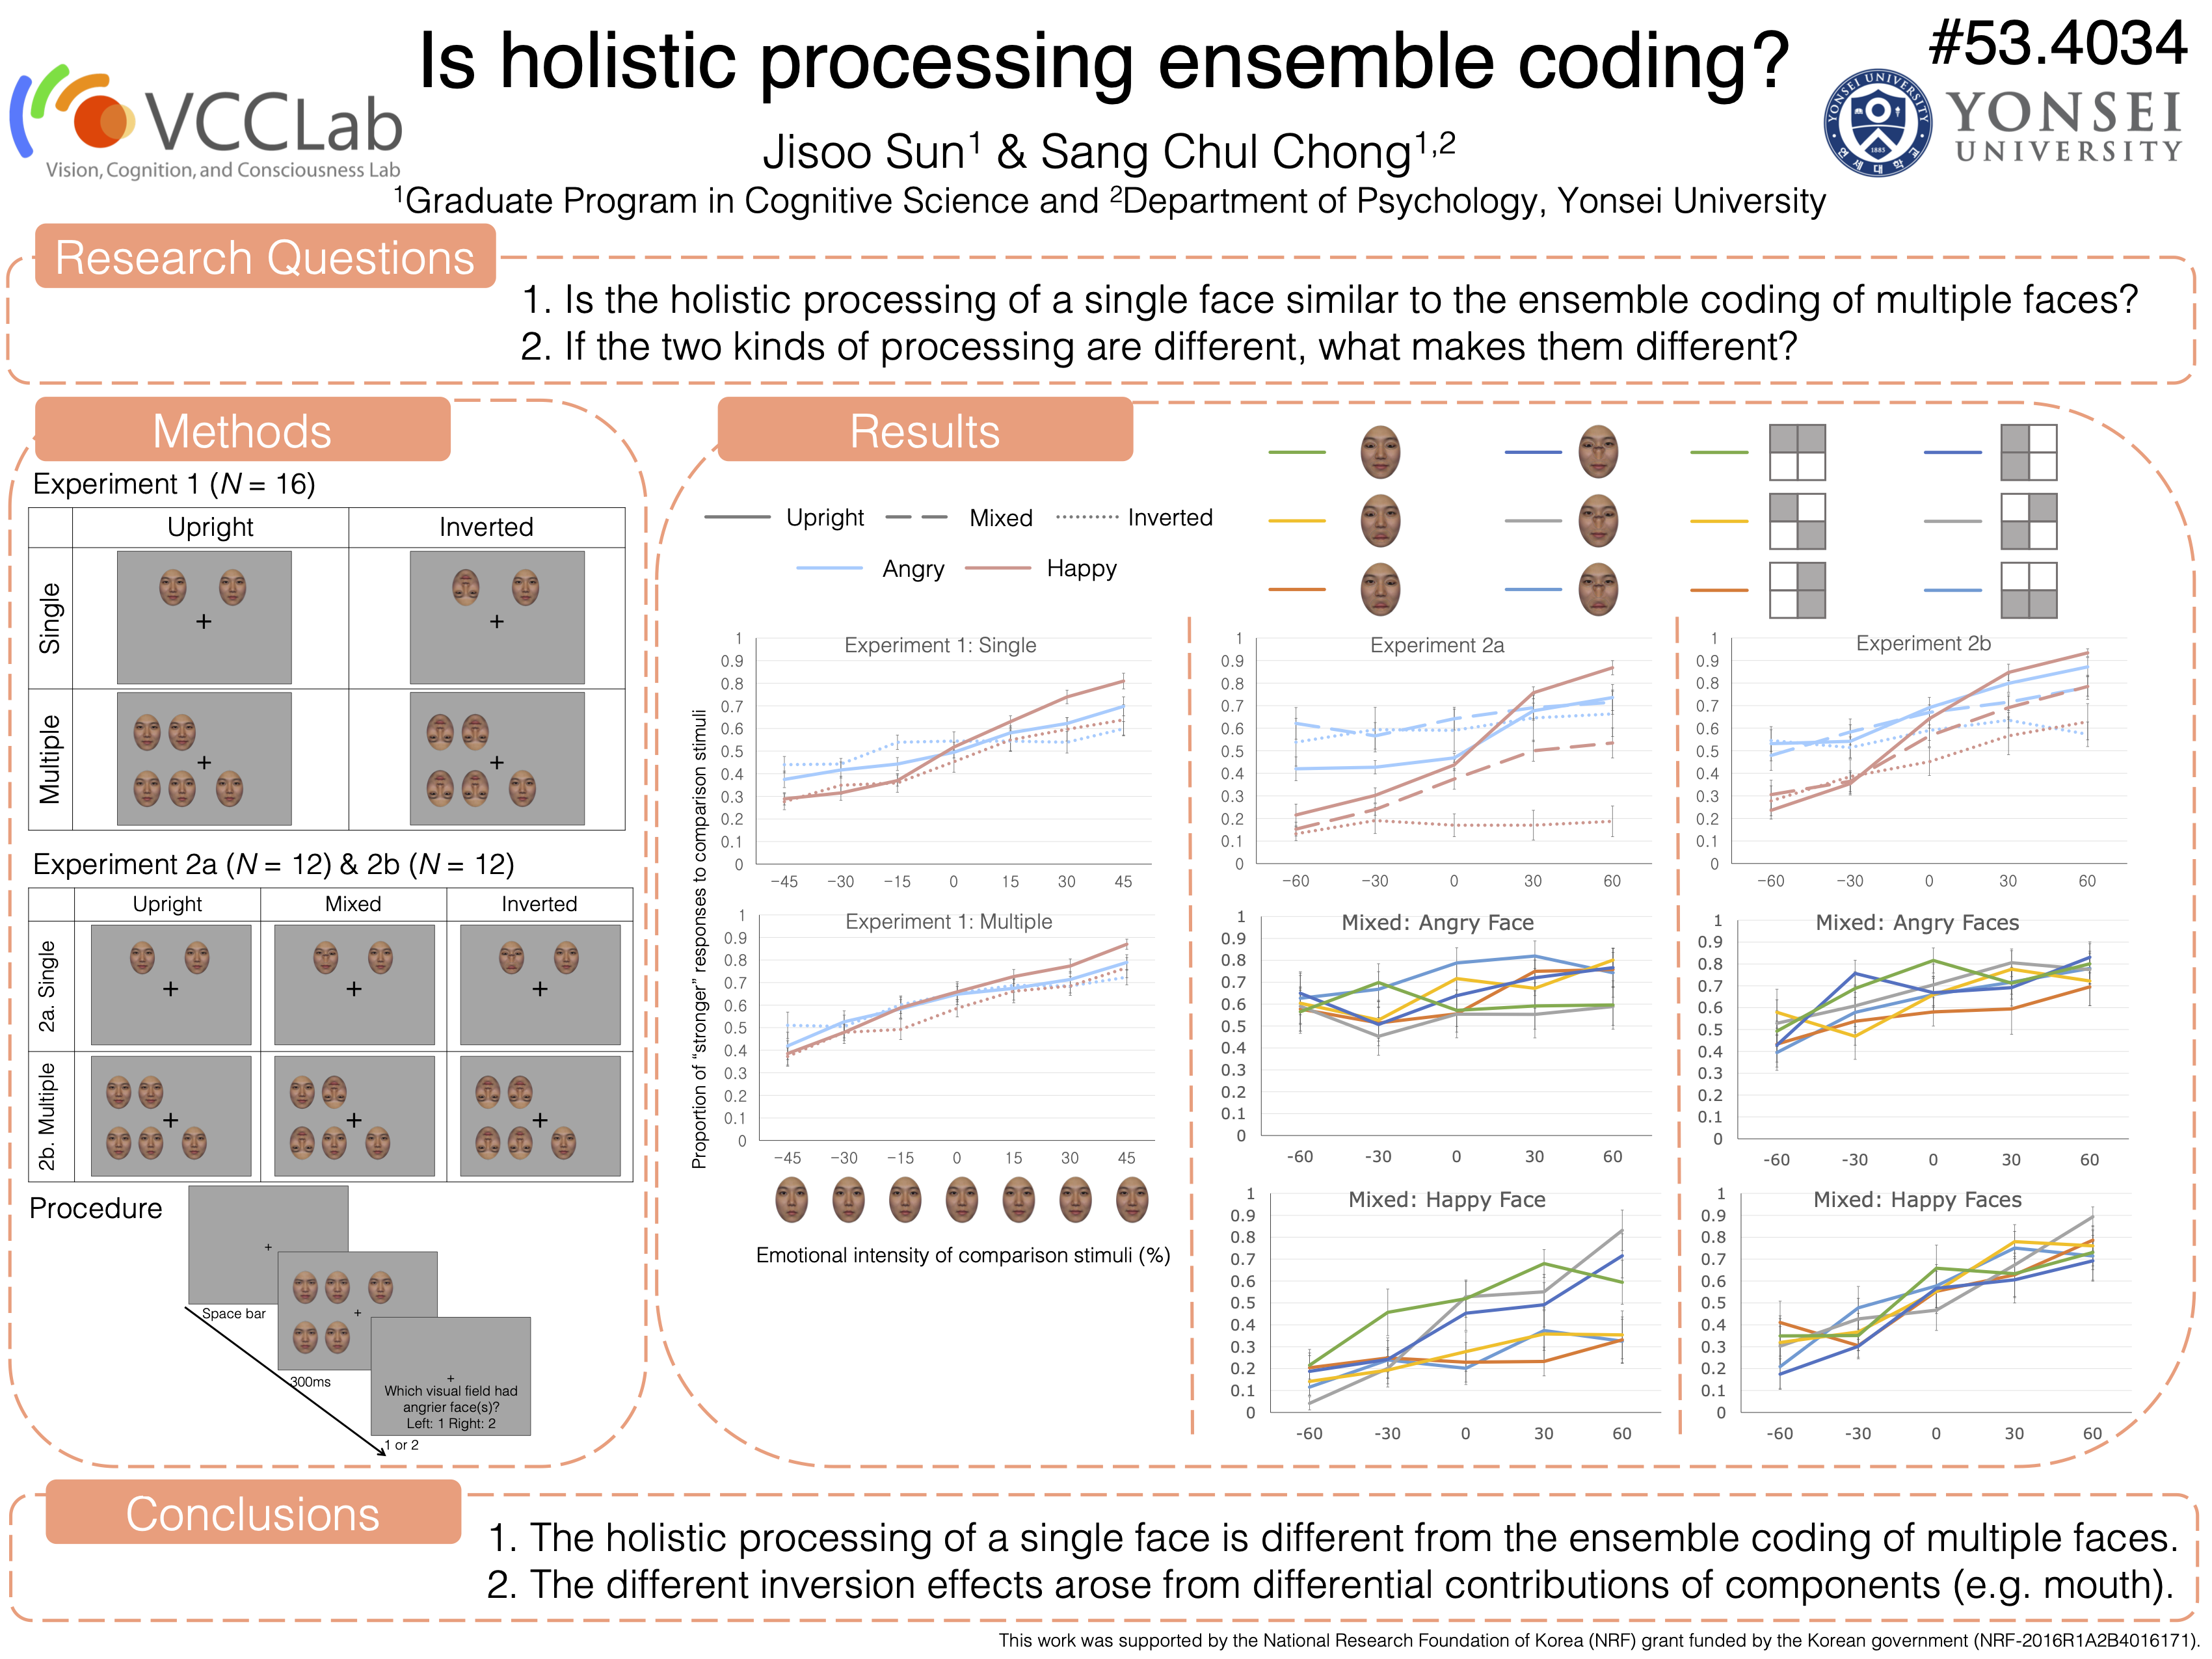 Is holistic processing ensemble coding?
#53.4034
VCCLab
Vision, Cognition, and Consciousness Lab
YONSEI UNIVERSITY
1885
연세대학교
YONSEI
UNIVERSITY
Jisoo Sun1 & Sang Chul Chong1,2
1Graduate Program in Cognitive Science and 2Department of Psychology, Yonsei University
Research Questions
1. Is the holistic processing of a single face similar to the ensemble coding of multiple faces?
2. If the two kinds of processing are different, what makes them different?
Methods
Experiment 1 (N = 16)
Upright Inverted
Single
+ +
Multiple
+ +
Experiment 2a (N = 12) & 2b (N = 12)
Upright Mixed Inverted
2a. Single
+ + +
2b. Multiple
+ + +
Procedure
+
Space bar
+
300ms
+
Which visual field had
angrier face(s)?
Left: 1 Right: 2
1 or 2
Results
Upright Mixed Inverted
Angry Happy
Proportion of “stronger” responses to comparison stimuli
Experiment 1: Single
1
0.9
0.8
0.7
0.6
0.5
0.4
0.3
0.2
0.1
0
−45 −30 −15 0 15 30 45
Experiment 1: Multiple
1
0.9
0.8
0.7
0.6
0.5
0.4
0.3
0.2
0.1
0
−45 −30 −15 0 15 30 45
Emotional intensity of comparison stimuli (%)
Experiment 2a
1
0.9
0.8
0.7
0.6
0.5
0.4
0.3
0.2
0.1
0
−60 −30 0 30 60
Mixed: Angry Face
1
0.9
0.8
0.7
0.6
0.5
0.4
0.3
0.2
0.1
0
-60 -30 0 30 60
Mixed: Happy Face
1
0.9
0.8
0.7
0.6
0.5
0.4
0.3
0.2
0.1
0
-60 -30 0 30 60
Experiment 2b
1
0.9
0.8
0.7
0.6
0.5
0.4
0.3
0.2
0.1
0
−60 −30 0 30 60
Mixed: Angry Faces
1
0.9
0.8
0.7
0.6
0.5
0.4
0.3
0.2
0.1
0
-60 -30 0 30 60
Mixed: Happy Faces
1
0.9
0.8
0.7
0.6
0.5
0.4
0.3
0.2
0.1
0
-60 -30 0 30 60
Conclusions
1. The holistic processing of a single face is different from the ensemble coding of multiple faces.
2. The different inversion effects arose from differential contributions of components (e.g. mouth).
This work was supported by the National Research Foundation of Korea (NRF) grant funded by the Korean government (NRF-2016R1A2B4016171).